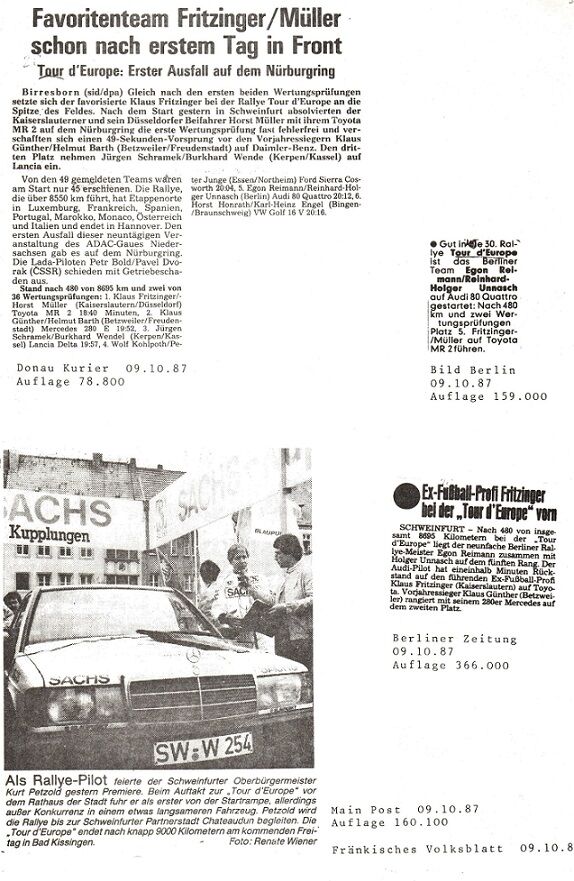 Favoritenteam Fritzinger/Müller
schon nach erstem Tag in Front
Tour d'Europe: Erster Ausfall auf dem Nürburgring
Birresborn (sid/dpa) Gleich nach den ersten beiden Wertungsprüfungen
setzte sich der favorisierte Klaus Fritzinger bei der Rallye Tour d'Europe an die
Spitze des Feldes. Nach dem Start gestern in Schweinfurt absolvierten der
Kaiserslauterner und sein Düsseldorfer Beifahrer Horst Müller mit ihrem Toyota
MR 2 auf dem Nürburgring die erste Wertungsprüfung fast fehlerfrei und ver-
schafften sich einen 49-Sekunden-Vorsprung vor den Vorjahressiegern Klaus
Günther/Helmut Barth (Betzweiler/Freudenstadt) auf Daimler-Benz. Den drit-
ten Platz nehmen Jürgen Schramek/Burkhard Wende (Kerpen/Kassel) auf
Lancia ein.
Von den 49 gemeldeten Teams waren
am Start nur 45 erschienen. Die Rallye,
die über 8550 km führt, hat Etappenorte
in Luxemburg, Frankreich, Spanien,
Portugal, Marokko, Monaco, Österreich
und Italien und endet in Hannover. Den
ersten Ausfall dieser neuntägigen Ver-
anstaltung des ADAC-Gaues Nieder-
sachsen gab es auf dem Nürburgring.
Die Lada-Piloten Petr Bold/Pavel Dvor-
ak (ČSSR) schieden mit Getriebescha-
den aus.
Stand nach 480 von 8695 km und zwei von
36 Wertungsprüfungen: 1. Klaus Fritzinger/
Horst Müller (Kaiserslautern/Düsseldorf)
Toyota MR 2 18:40 Minuten, 2. Klaus
Günther/Helmut Barth (Betzweiler/Freuden-
stadt) Mercedes 280 E 19:52, 3. Jürgen
Schramek/Burkhard Wendel (Kerpen/Kas-
sel) Lancia Delta 19:57, 4. Wolf Kohlpoth/Pe-
ter Junge (Essen/Northeim) Ford Sierra Cos-
worth 20:04, 5. Egon Reimann/Reinhard-Hol-
ger Unnasch (Berlin) Audi 80 Quattro 20:12, 6.
Horst Honrath/Karl-Heinz Engel (Bingen-
/Braunschweig) VW Golf 16 V 20:16.
Donau Kurier 09.10.87
Auflage 78.800
● Gut in die 30. Ral-
lye Tour d'Europe
ist das Berliner
Team Egon Rei-
mann/Reinhard-
Holger Unnasch
auf Audi 80 Quattro
gestartet: Nach 480
km und zwei Wer-
tungsprüfungen
Platz 5. Fritzinger-
/Müller auf Toyota
MR 2 führen.
Bild Berlin
09.10.87
Auflage 159.000
SACHS
Kupplungen
SACHS
BLAUPU
SACHS
SACHS
SACHS
SW-W 254
Als Rallye-Pilot feierte der Schweinfurter Oberbürgermeister
Kurt Petzold gestern Premiere. Beim Auftakt zur „Tour d'Europe" vor
dem Rathaus der Stadt fuhr er als erster von der Startrampe, allerdings
außer Konkurrenz in einem etwas langsameren Fahrzeug. Petzold wird
die Rallye bis zur Schweinfurter Partnerstadt Chateaudun begleiten. Die
„Tour d'Europe" endet nach knapp 9000 Kilometern am kommenden Frei-
tag in Bad Kissingen. Foto: Renate Wiener
Ex-Fußball-Profi Fritzinger
bei der „Tour d'Europe" vorn
SCHWEINFURT – Nach 480 von insge-
samt 8695 Kilometern bei der „Tour
d'Europe" liegt der neunfache Berliner Ral-
lye-Meister Egon Reimann zusammen mit
Holger Unnasch auf dem fünften Rang. Der
Audi-Pilot hat eineinhalb Minuten Rück-
stand auf den führenden Ex-Fußball-Profi
Klaus Fritzinger (Kaiserslautern) auf Toyo-
ta. Vorjahressieger Klaus Günther (Betzwei-
ler) rangiert mit seinem 280er Mercedes auf
dem zweiten Platz.
Berliner Zeitung
09.10.87
Auflage 366.000
Main Post 09.10.87
Auflage 160.100
Fränkisches Volksblatt 09.10.8